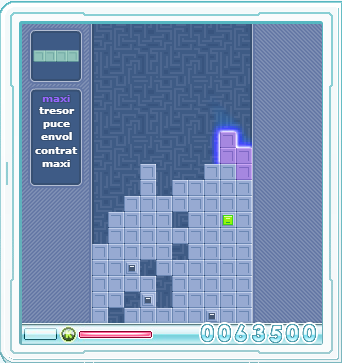 maxi
tresor
puce
envol
contrat
maxi
0063500